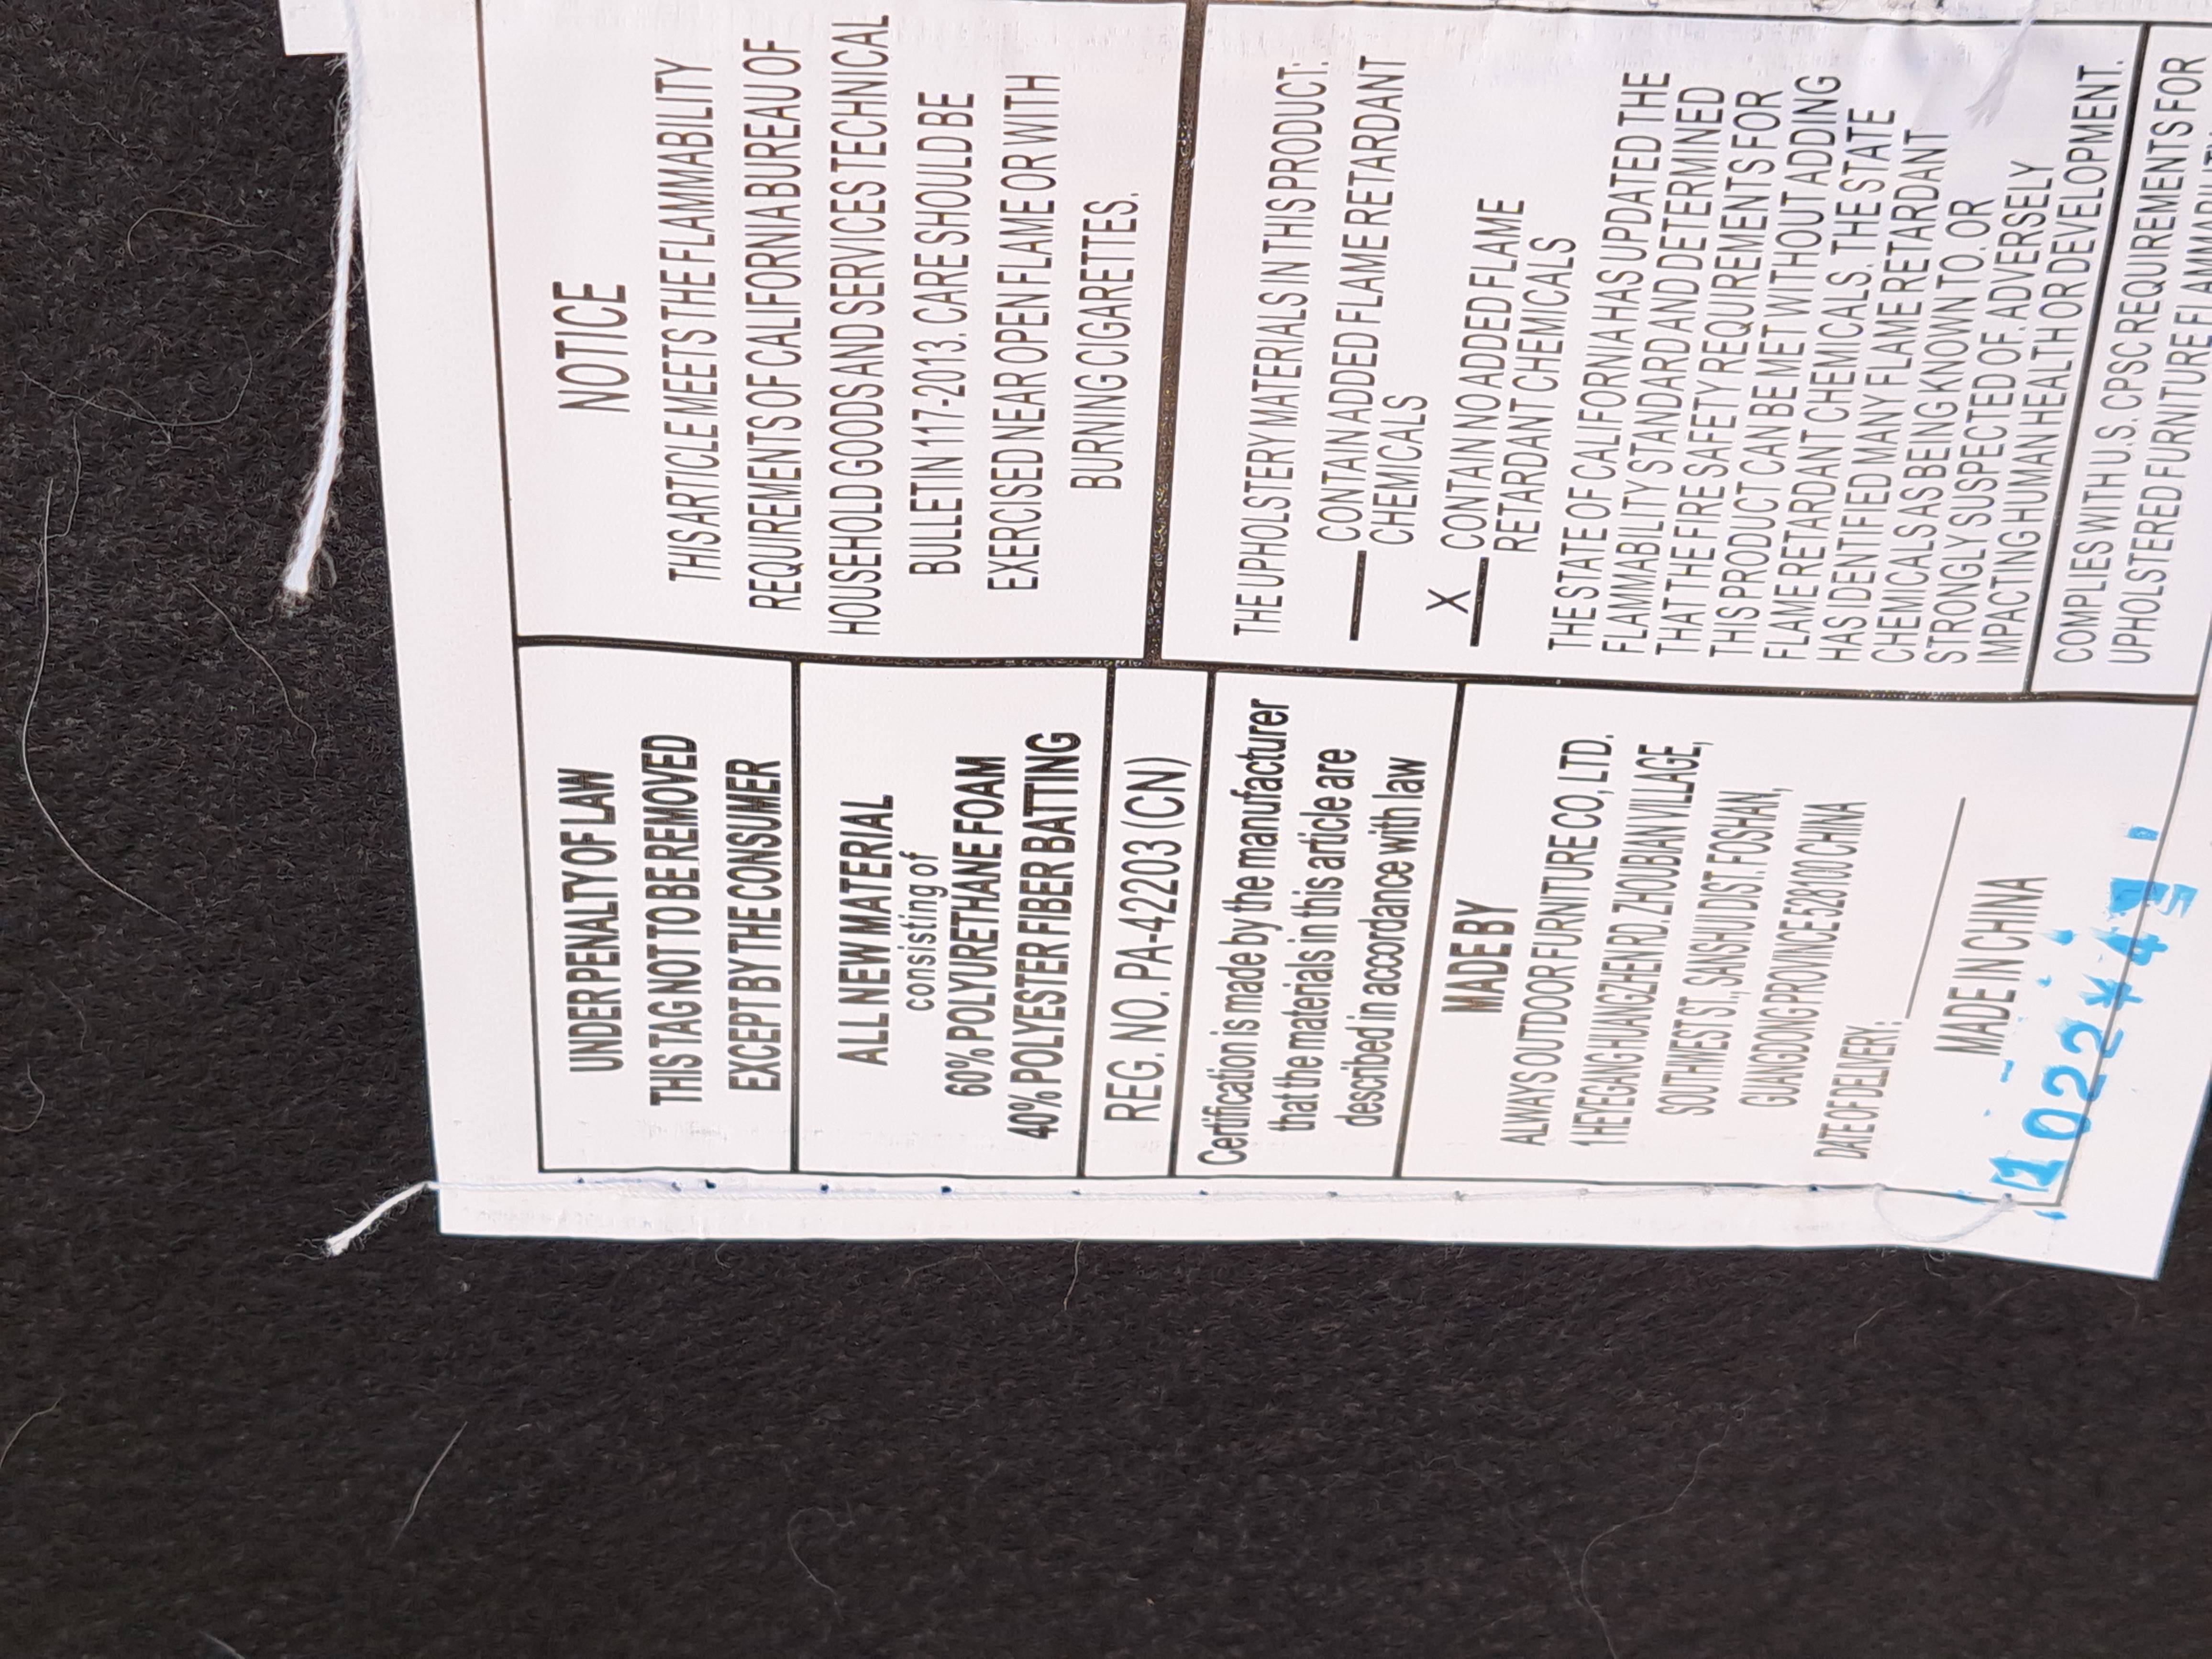 UNDER PENALTY OF LAW
THIS TAG NOT TO BE REMOVED
EXCEPT BY THE CONSUMER
ALL NEW MATERIAL
consisting of
60% POLYURETHANE FOAM
40% POLYESTER FIBER BATTING
REG. NO. PA-42203 (CN)
Certification is made by the manufacturer
that the materials in this article are
described in accordance with law
MADE BY
ALWAYS OUTDOOR FURNITURE CO, LTD.
1 HEYEGANG HUANGZHEN RD ZHOUBIAN VILLAGE,
SOUTHWEST ST., SANSHUI DIST. FOSHAN,
GUANGDONG PROVINCE 528100 CHINA
DATE OF DELIVERY:
MADE IN CHINA
1022*4
NOTICE
THIS ARTICLE MEETS THE FLAMMABILITY
REQUIREMENTS OF CALIFORNIA BUREAU OF
HOUSEHOLD GOODS AND SERVICES TECHNICAL
BULLETIN 117-2013. CARE SHOULD BE
EXERCISED NEAR OPEN FLAME OR WITH
BURNING CIGARETTES.
THE UPHOLSTERY MATERIALS IN THIS PRODUCT:
CONTAIN ADDED FLAME RETARDANT
CHEMICALS
X CONTAIN NO ADDED FLAME
RETARDANT CHEMICALS
THE STATE OF CALIFORNIA HAS UPDATED THE
FLAMMABILITY STANDARD AND DETERMINED
THAT THE FIRE SAFETY REQUIREMENTS FOR
THIS PRODUCT CAN BE MET WITHOUT ADDING
FLAME RETARDANT CHEMICALS. THE STATE
HAS IDENTIFIED MANY FLAME RETARDANT
CHEMICALS AS BEING KNOWN TO. OR
STRONGLY SUSPECTED OF. ADVERSELY
IMPACTING HUMAN HEALTH OR DEVELOPMENT.
COMPLIES WITH U.S. CPSC REQUIREMENTS FOR
UPHOLSTERED FURNITURE FLAMMABILITY